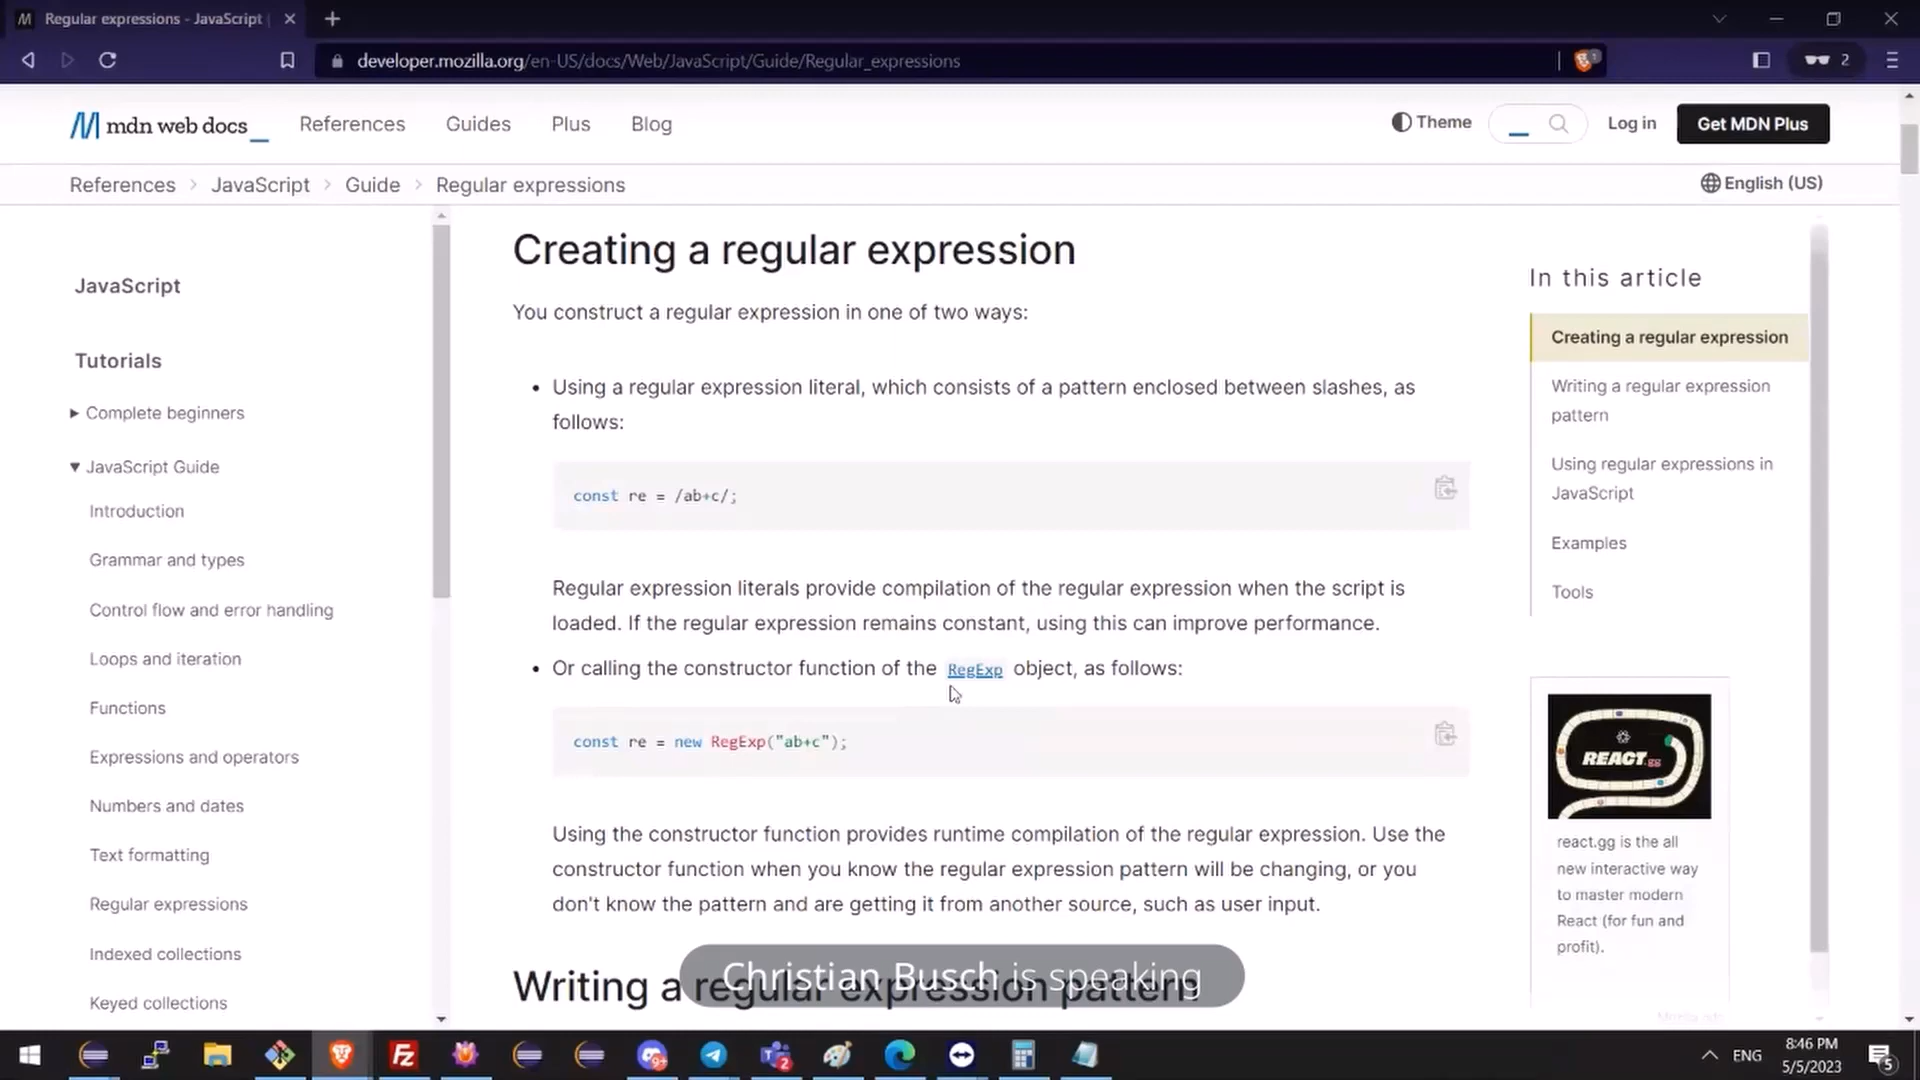 Regular expressions - JavaScript |
developer.mozilla.org/en-US/docs/Web/JavaScript/Guide/Regular_expressions
1
2
mdn web docs_
References
Guides
Plus
Blog
Theme
Log in
Get MDN Plus
References > JavaScript > Guide > Regular expressions
English (US)
JavaScript
Tutorials
Complete beginners
JavaScript Guide
Introduction
Grammar and types
Control flow and error handling
Loops and iteration
Functions
Expressions and operators
Numbers and dates
Text formatting
Regular expressions
Indexed collections
Keyed collections
Creating a regular expression
You construct a regular expression in one of two ways:
• Using a regular expression literal, which consists of a pattern enclosed between slashes, as
follows:
const re = /ab+c/;
Regular expression literals provide compilation of the regular expression when the script is
loaded. If the regular expression remains constant, using this can improve performance.
• Or calling the constructor function of the RegExp object, as follows:
const re = new RegExp("ab+c");
Using the constructor function provides runtime compilation of the regular expression. Use the
constructor function when you know the regular expression pattern will be changing, or you
don't know the pattern and are getting it from another source, such as user input.
Writing a regular expression pattern
Christian Busch is speaking
In this article
Creating a regular expression
Writing a regular expression
pattern
Using regular expressions in
JavaScript
Examples
Tools
REACT.gg
react.gg is the all
new interactive way
to master modern
React (for fun and
profit).
9+
2
ENG
8:46 PM
5/5/2023
5